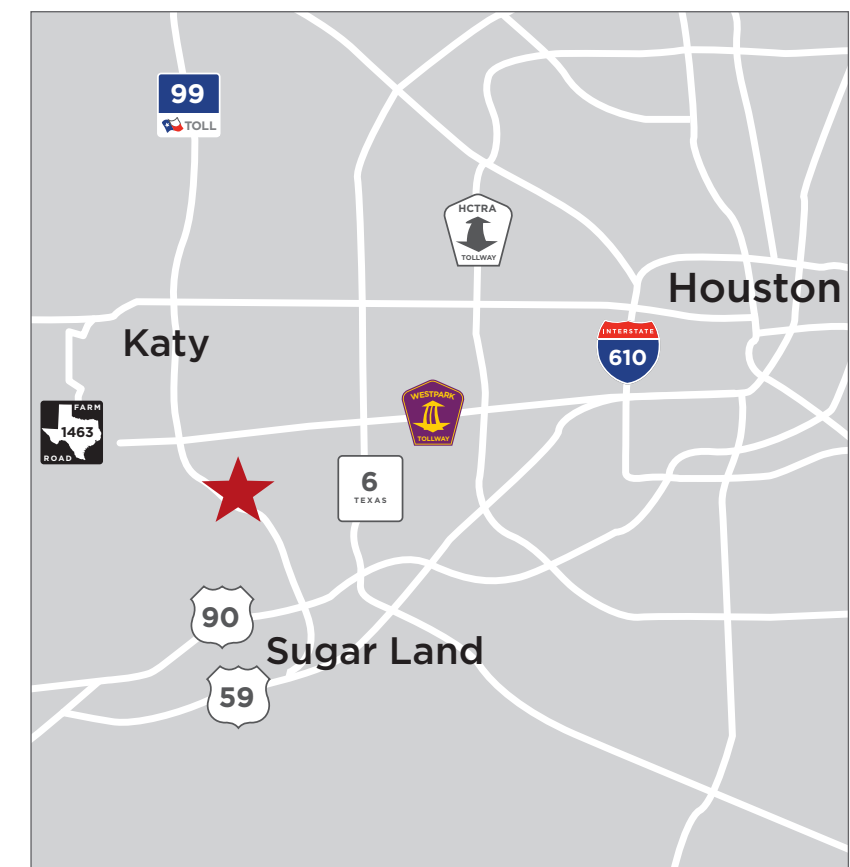 99
TOLL
HCTRA
TOLLWAY
Houston
INTERSTATE
610
Katy
WESTPARK
TOLLWAY
FARM
1463
ROAD
6
TEXAS
90
Sugar Land
59